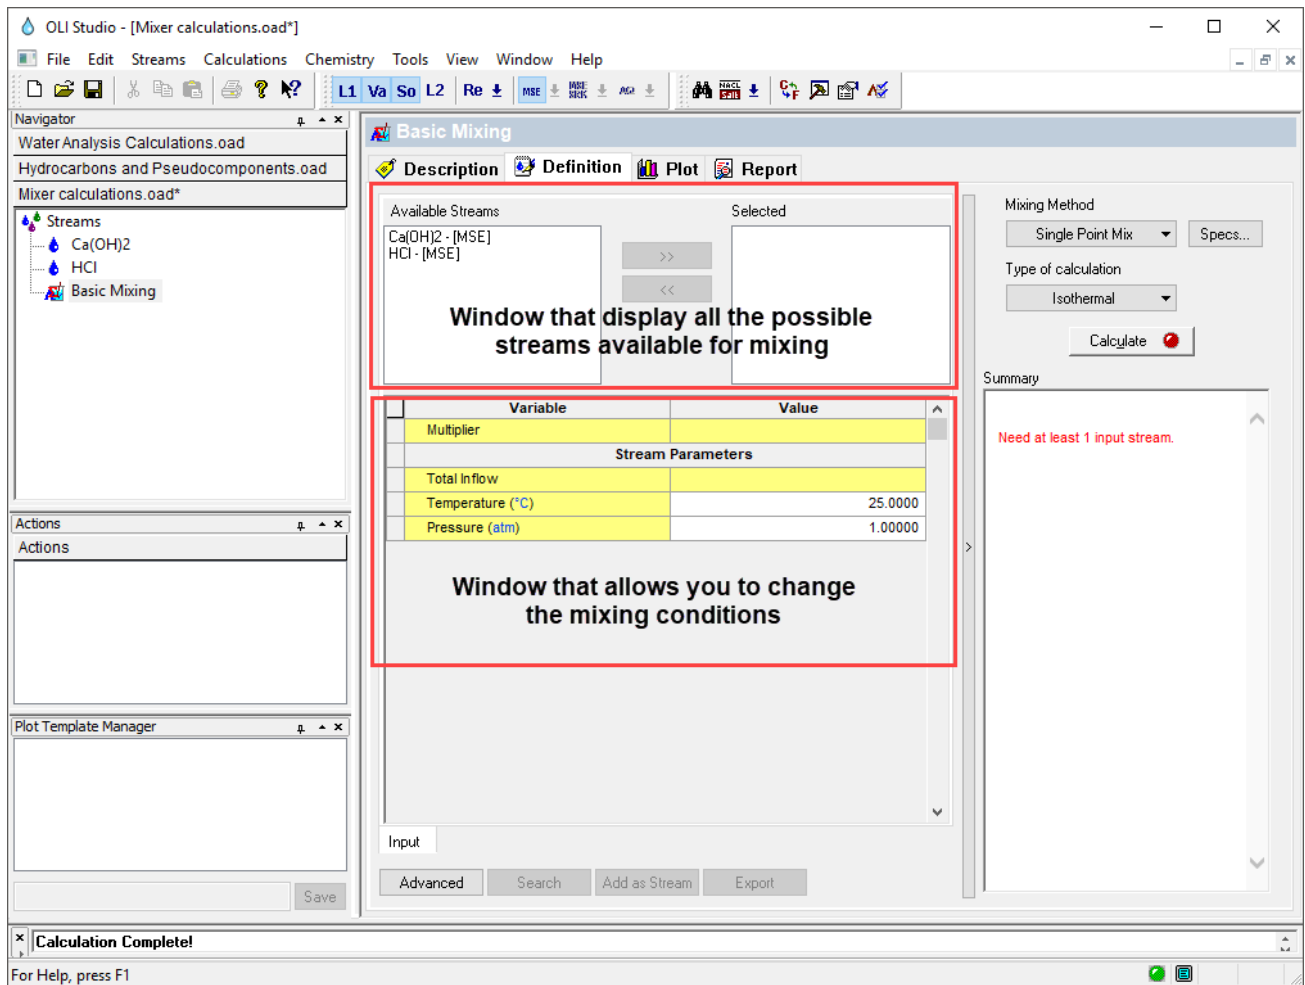 OLI Studio - [Mixer calculations.oad*]
File Edit Streams Calculations Chemistry Tools View Window Help
L1 Va So L2 Re MSE MSE SRK AQ
Navigator
Water Analysis Calculations.oad
Hydrocarbons and Pseudocomponents.oad
Mixer calculations.oad*
Streams
Ca(OH)2
HCl
Basic Mixing
Actions
Actions
Plot Template Manager
Save
Basic Mixing
Description Definition Plot Report
Available Streams Selected
Ca(OH)2 - [MSE]
HCl - [MSE]
>>
<<
Window that display all the possible
streams available for mixing
Variable Value
Multiplier
Stream Parameters
Total Inflow
Temperature (°C) 25.0000
Pressure (atm) 1.00000
Window that allows you to change
the mixing conditions
Input
Advanced Search Add as Stream Export
Mixing Method
Single Point Mix Specs...
Type of calculation
Isothermal
Calculate
Summary
Need at least 1 input stream.
Calculation Complete!
For Help, press F1